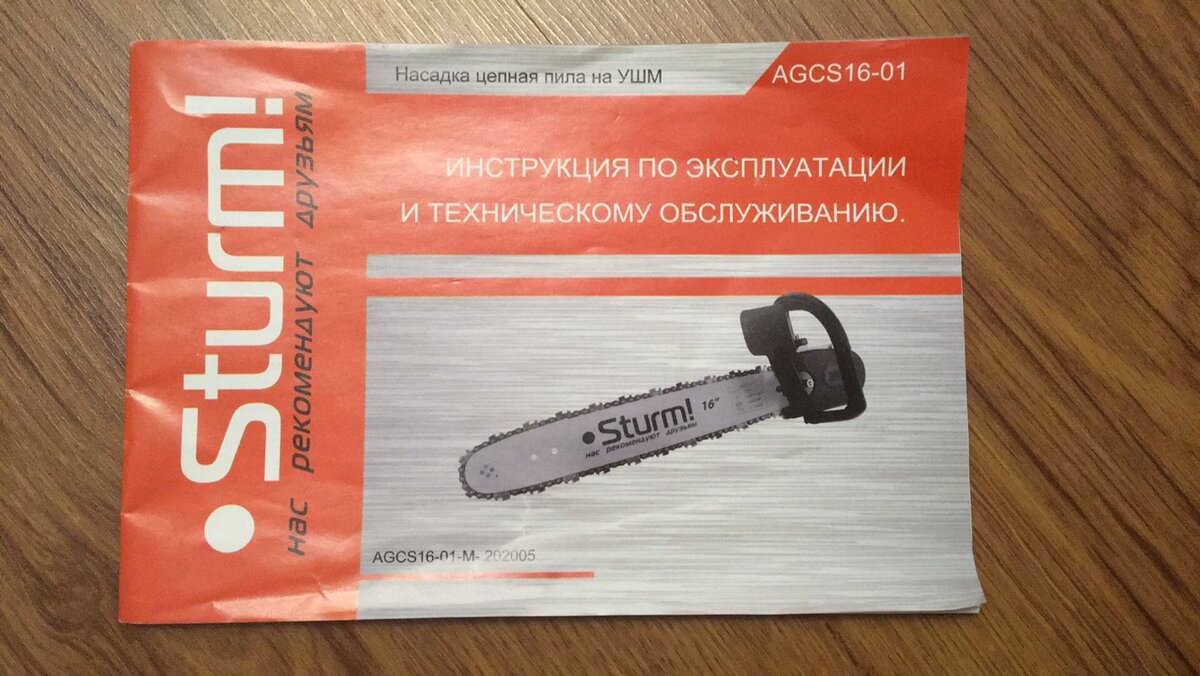 •Sturm!
нас рекомендуют друзьям
Насадка цепная пила на УШМ
AGCS16-01
ИНСТРУКЦИЯ ПО ЭКСПЛУАТАЦИИ
И ТЕХНИЧЕСКОМУ ОБСЛУЖИВАНИЮ.
•Sturm! 16"
нас рекомендуют друзьям
AGCS16-01-M- 202005